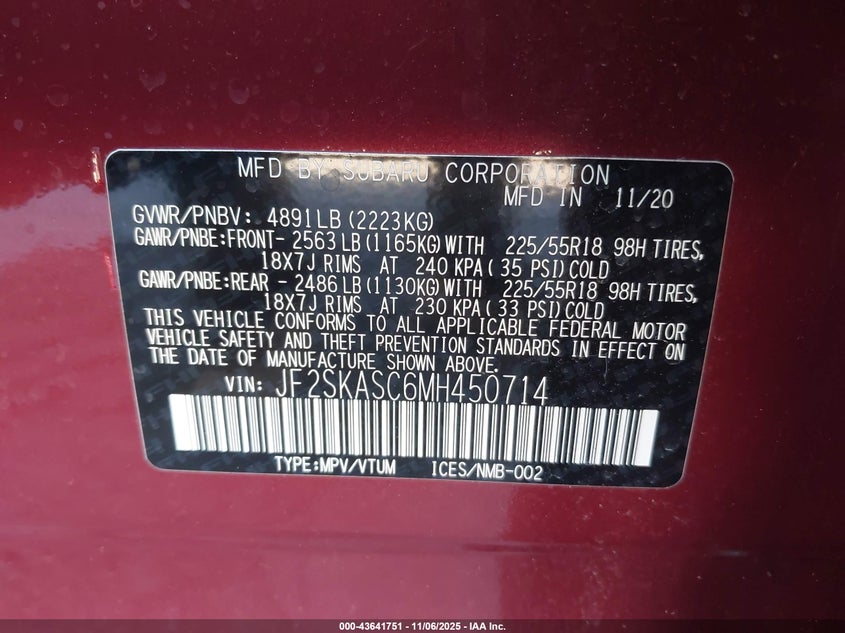 MFD BY SUBARU CORPORATION
MFD IN 11/20
GVWR/PNBV: 4891LB (2223KG)
GAWR/PNBE:FRONT- 2563 LB (1165KG) WITH 225/55R18 98H TIRES,
18X7J RIMS AT 240 KPA ( 35 PSI) COLD
GAWR/PNBE:REAR - 2486 LB (1130KG) WITH 225/55R18 98H TIRES,
18X7J RIMS AT 230 KPA ( 33 PSI) COLD
THIS VEHICLE CONFORMS TO ALL APPLICABLE FEDERAL MOTOR
VEHICLE SAFETY AND THEFT PREVENTION STANDARDS IN EFFECT ON
THE DATE OF MANUFACTURE SHOWN ABOVE.
VIN: JF2SKASC6MH450714
TYPE:MPV/VTUM ICES/NMB-002
000-43641751 - 11/06/2025 - IAA Inc.